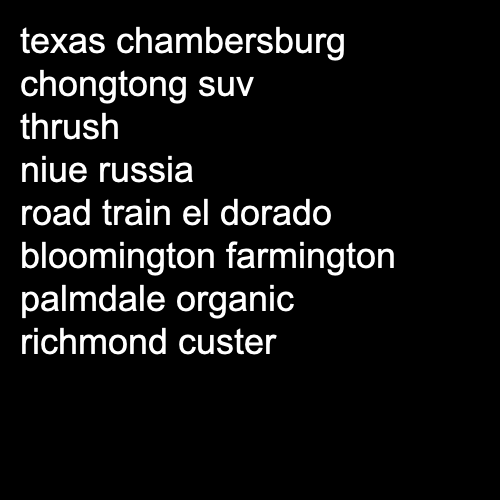 texas chambersburg
chongtong suv
thrush
niue russia
road train el dorado
bloomington farmington
palmdale organic
richmond custer